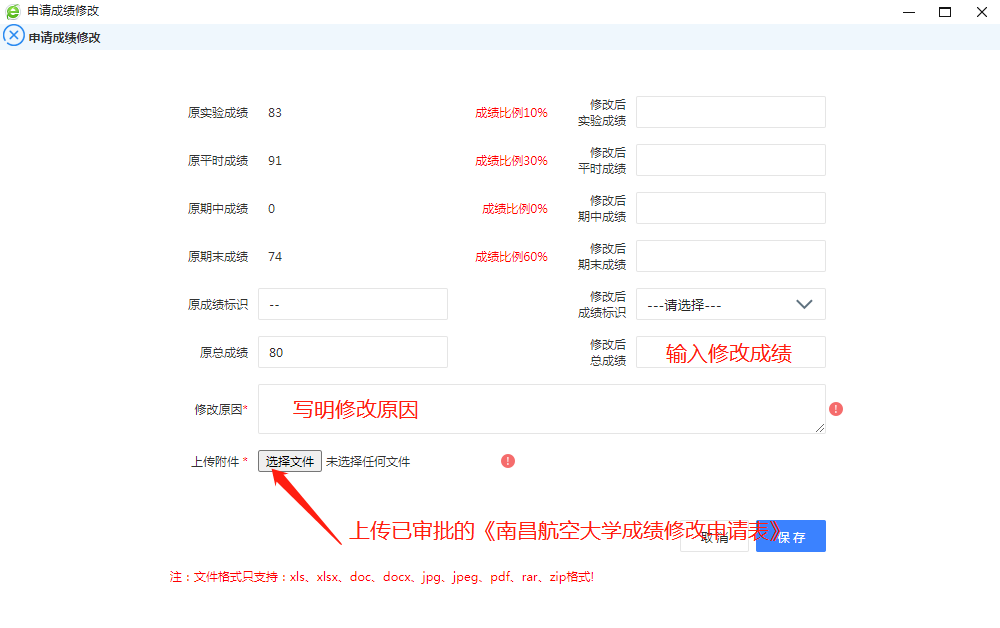 申请成绩修改
申请成绩修改
原实验成绩 83 成绩比例10% 修改后
实验成绩
原平时成绩 91 成绩比例30% 修改后
平时成绩
原期中成绩 0 成绩比例0% 修改后
期中成绩
原期末成绩 74 成绩比例60% 修改后
期末成绩
原成绩标识 -- 修改后
成绩标识 ---请选择---
原总成绩 80 修改后
总成绩 输入修改成绩
修改原因* 写明修改原因
上传附件 * 选择文件 未选择任何文件
上传已审批的《南昌航空大学成绩修改申请表》
取消 保存
注：文件格式只支持：xls、xlsx、doc、docx、jpg、jpeg、pdf、rar、zip格式!